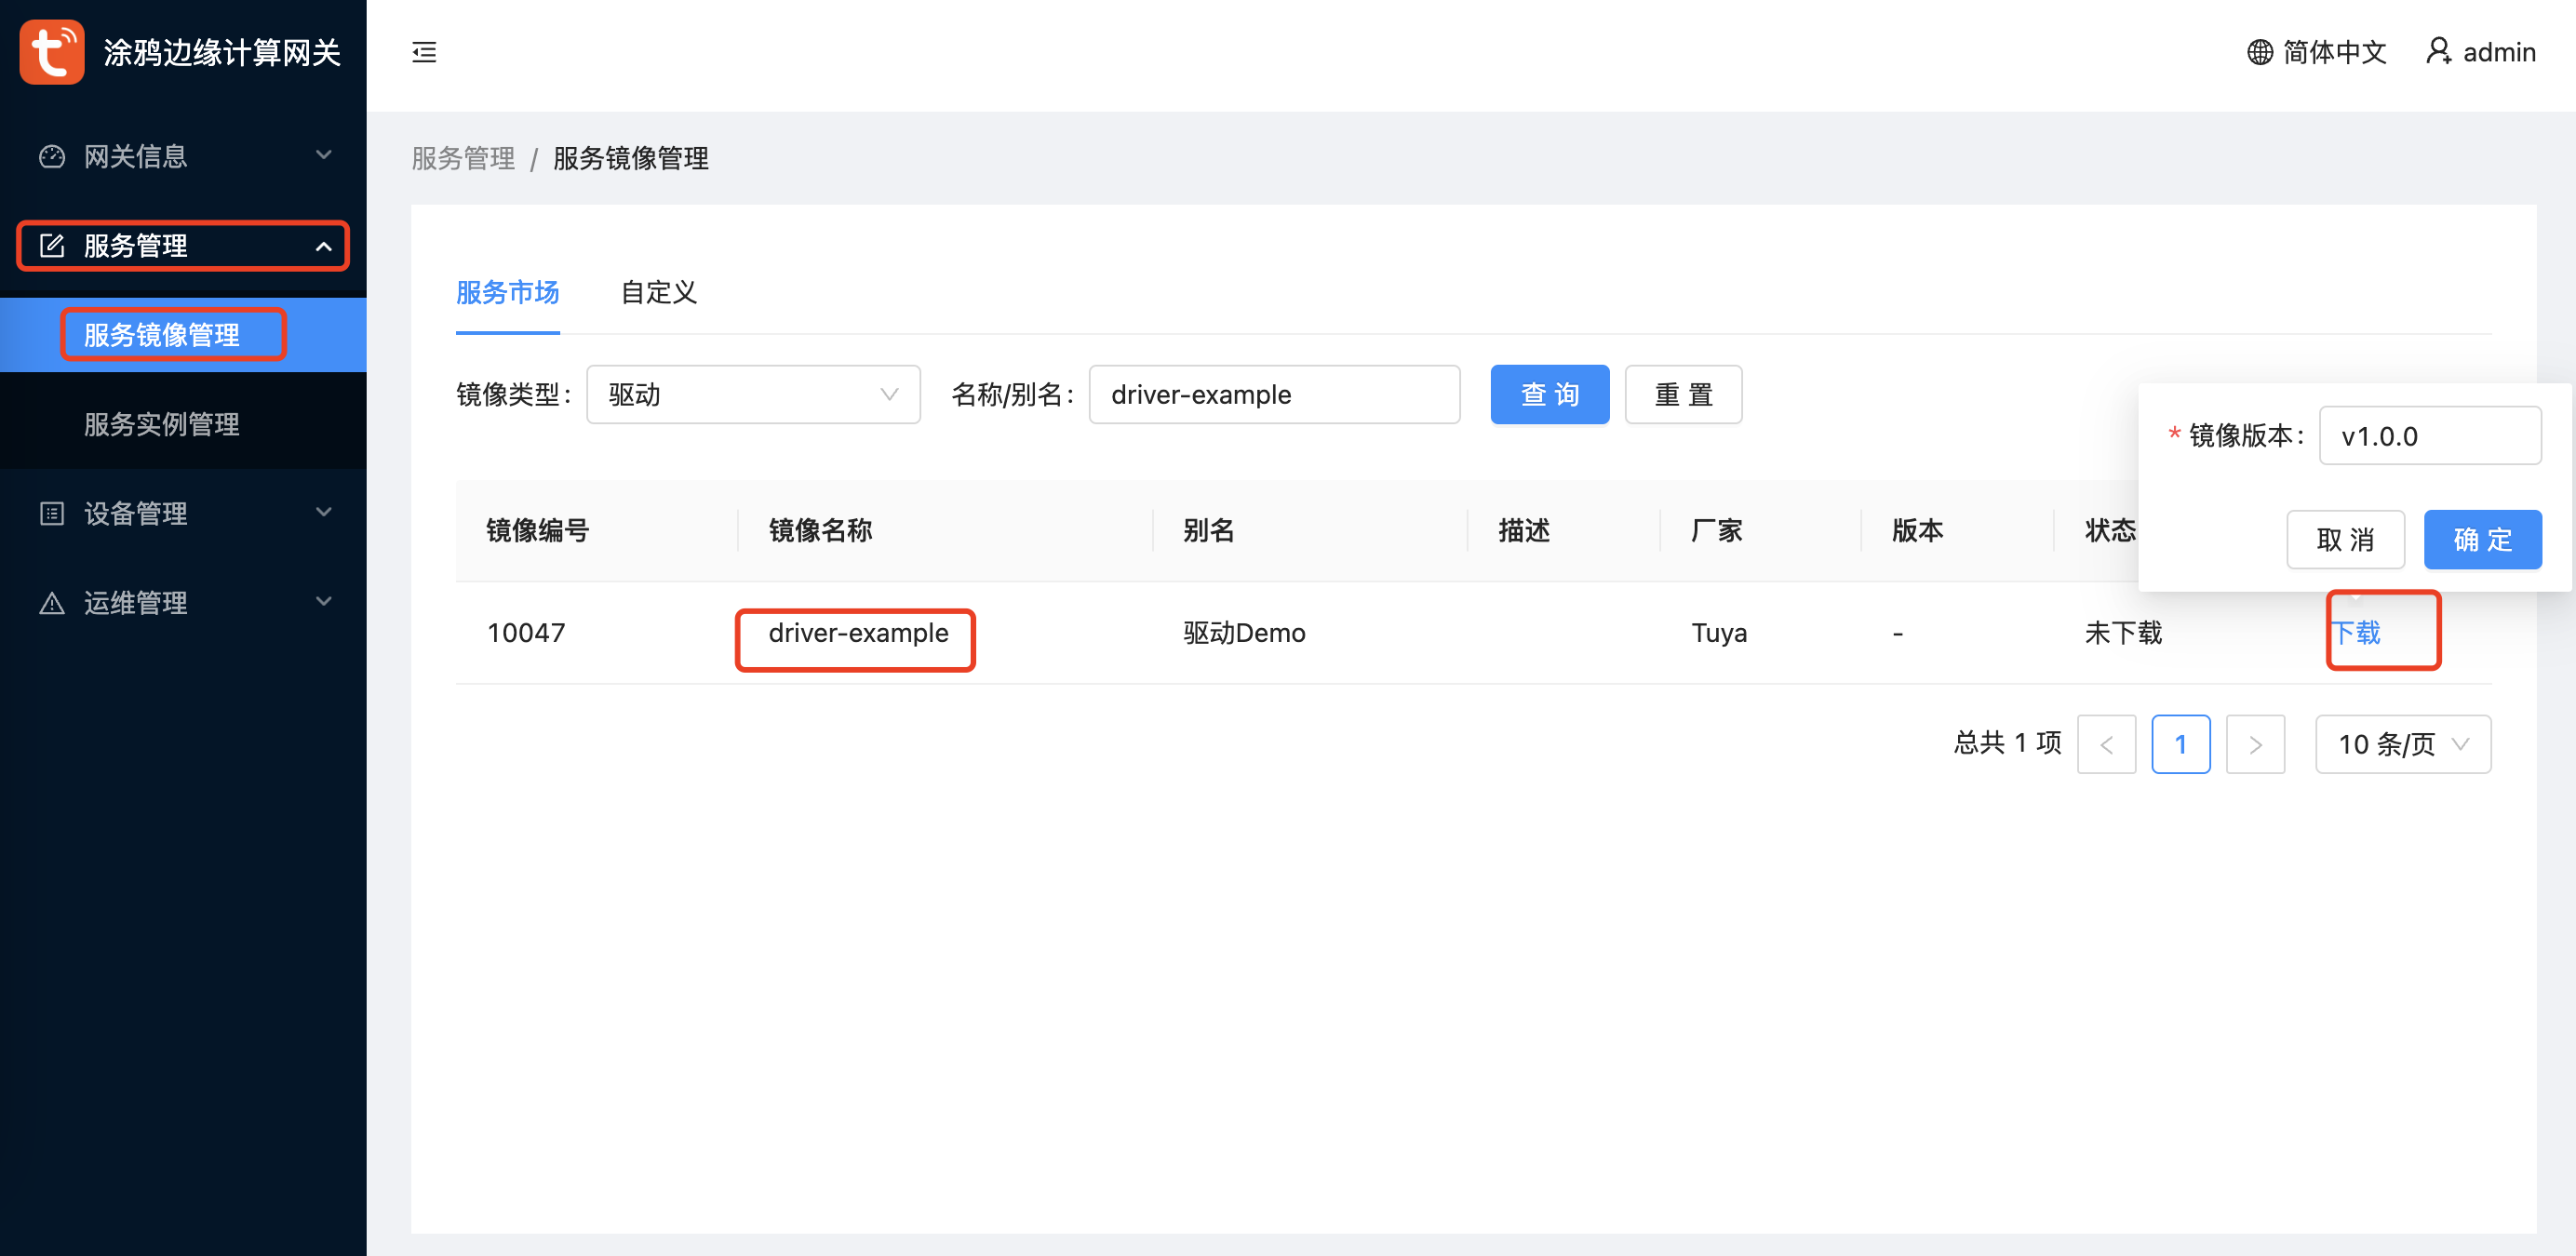 涂鸦边缘计算网关
简体中文
admin
网关信息
服务管理
服务镜像管理
服务实例管理
设备管理
运维管理
服务管理 / 服务镜像管理
服务市场 自定义
镜像类型: 驱动 名称/别名: driver-example 查 询 重 置
* 镜像版本: v1.0.0
取 消 确 定
镜像编号 镜像名称 别名 描述 厂家 版本 状态
10047 driver-example 驱动Demo Tuya - 未下载 下载
总共 1 项 < 1 > 10 条/页